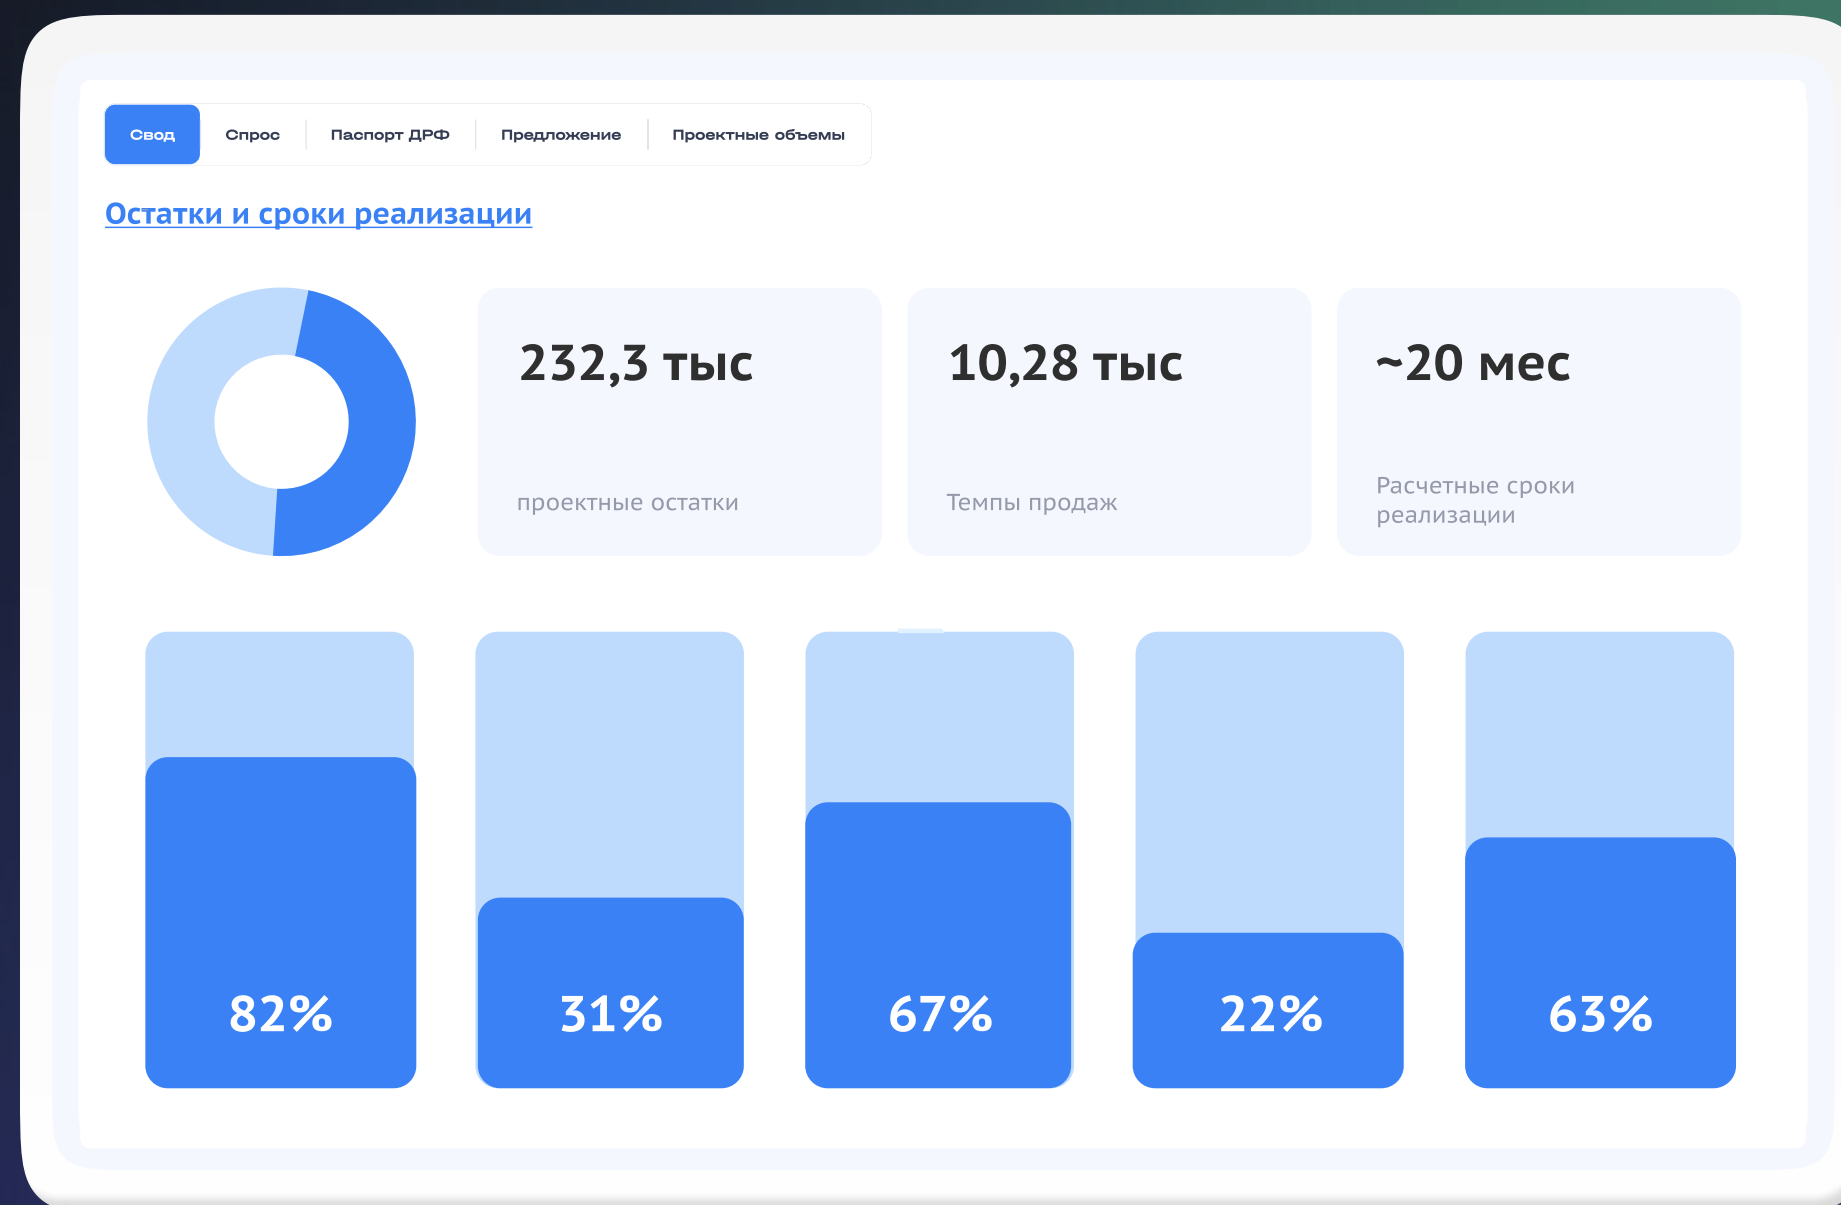 Свод Спрос Паспорт ДРФ Предложение Проектные объемы
Остатки и сроки реализации
232,3 тыс
проектные остатки
10,28 тыс
Темпы продаж
~20 мес
Расчетные сроки
реализации
82% 31% 67% 22% 63%